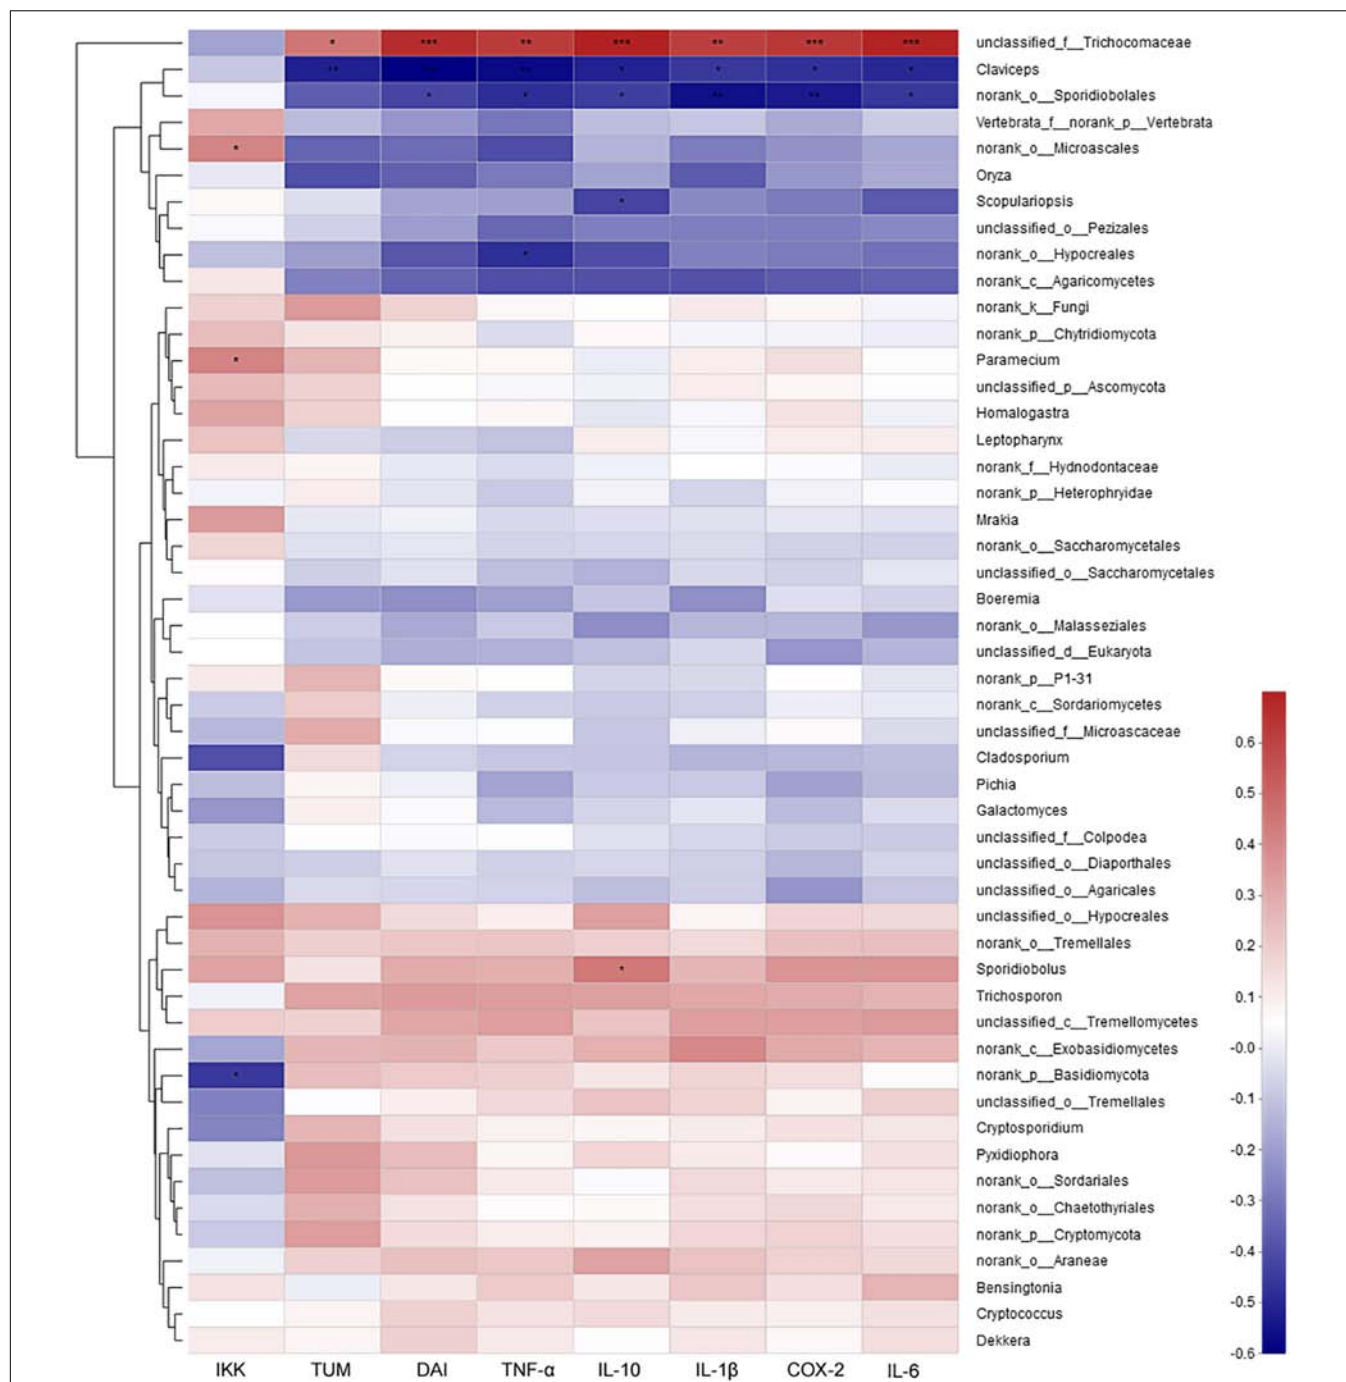 * *** ** *** ** *** ***
unclassified_f__Trichocomaceae
** * * * *
Claviceps
* * * ** ** *
norank_o__Sporidiobolales
Vertebrata_f__norank_p__Vertebrata
*
norank_o__Microascales
Oryza
*
Scopulariopsis
unclassified_o__Pezizales
*
norank_o__Hypocreales
norank_c__Agaricomycetes
norank_k__Fungi
norank_p__Chytridiomycota
*
Paramecium
unclassified_p__Ascomycota
Homalogastra
Leptopharynx
norank_f__Hydnodontaceae
norank_p__Heterophryidae
Mrakia
norank_o__Saccharomycetales
unclassified_o__Saccharomycetales
Boeremia
norank_o__Malasseziales
unclassified_d__Eukaryota
norank_p__P1-31
norank_c__Sordariomycetes
unclassified_f__Microascaceae
Cladosporium
Pichia
Galactomyces
unclassified_f__Colpodea
unclassified_o__Diaporthales
unclassified_o__Agaricales
unclassified_o__Hypocreales
norank_o__Tremellales
*
Sporidiobolus
Trichosporon
unclassified_c__Tremellomycetes
norank_c__Exobasidiomycetes
*
norank_p__Basidiomycota
unclassified_o__Tremellales
Cryptosporidium
Pyxidiophora
norank_o__Sordariales
norank_o__Chaetothyriales
norank_p__Cryptomycota
norank_o__Araneae
Bensingtonia
Cryptococcus
Dekkera
0.6
0.5
0.4
0.3
0.2
0.1
-0.0
-0.1
-0.2
-0.3
-0.4
-0.5
-0.6
IKK TUM DAI TNF-α IL-10 IL-1β COX-2 IL-6